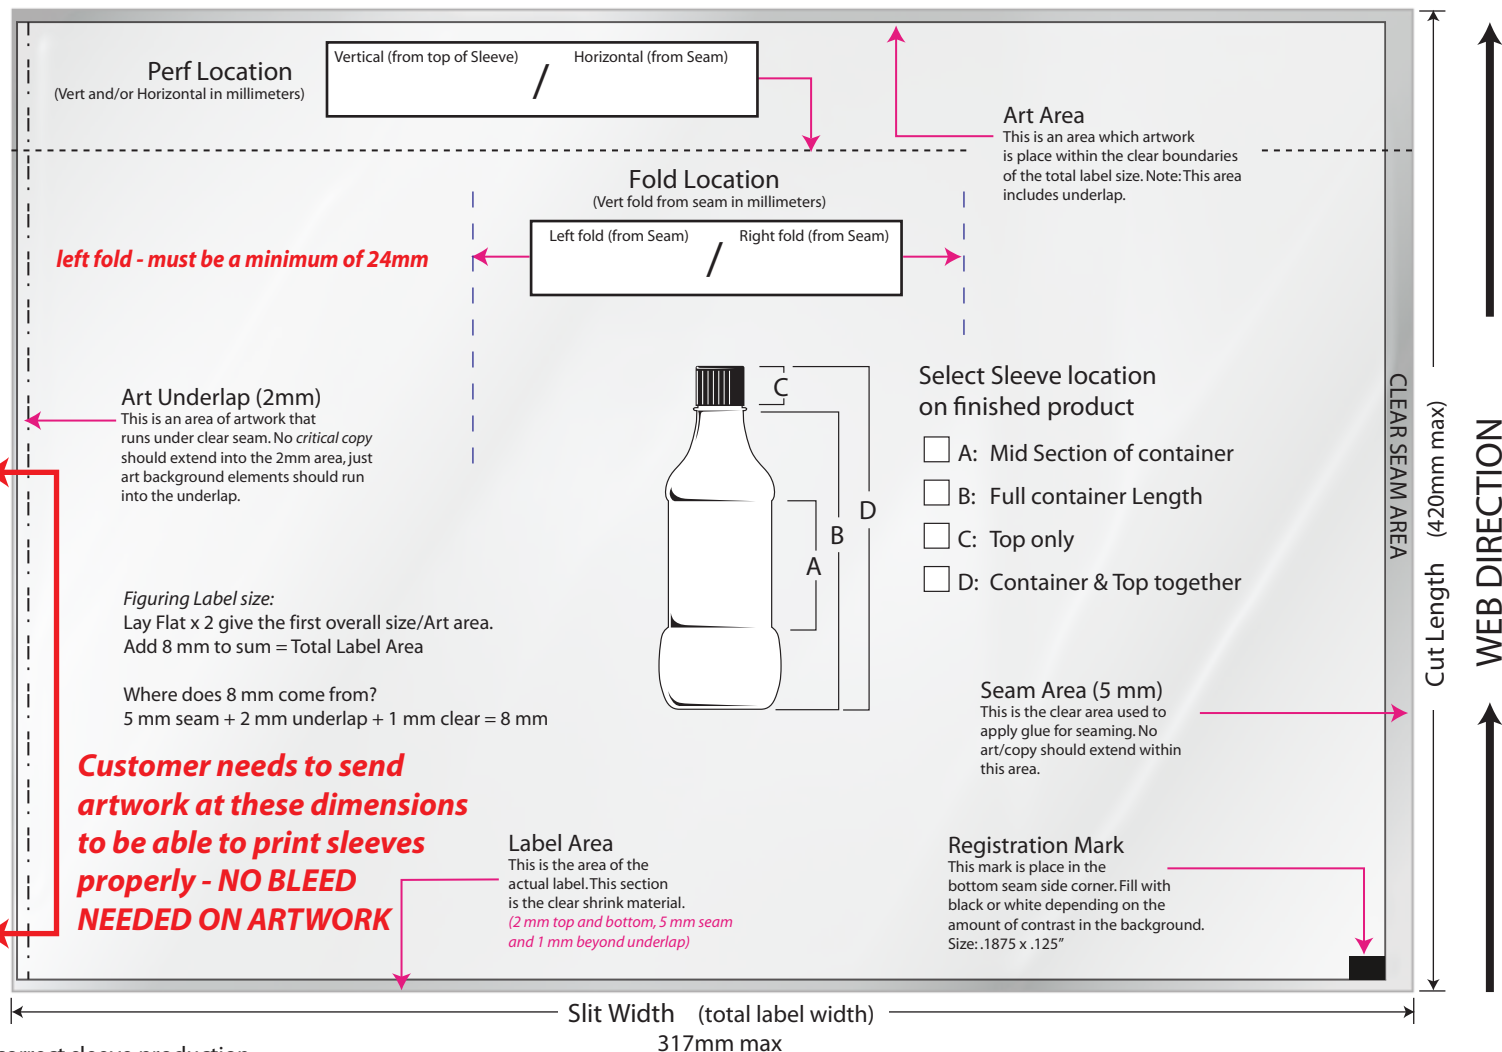 Perf Location
(Vert and/or Horizontal in millimeters)
Vertical (from top of Sleeve) / Horizontal (from Seam)
Art Area
This is an area which artwork
is place within the clear boundaries
of the total label size. Note: This area
includes underlap.
Fold Location
(Vert fold from seam in millimeters)
Left fold (from Seam) / Right fold (from Seam)
left fold - must be a minimum of 24mm
Art Underlap (2mm)
This is an area of artwork that
runs under clear seam. No critical copy
should extend into the 2mm area, just
art background elements should run
into the underlap.
C
D
B
A
Select Sleeve location
on finished product
A: Mid Section of container
B: Full container Length
C: Top only
D: Container & Top together
CLEAR SEAM AREA
Cut Length (420mm max)
WEB DIRECTION
Figuring Label size:
Lay Flat x 2 give the first overall size/Art area.
Add 8 mm to sum = Total Label Area
Where does 8 mm come from?
5 mm seam + 2 mm underlap + 1 mm clear = 8 mm
Seam Area (5 mm)
This is the clear area used to
apply glue for seaming. No
art/copy should extend within
this area.
Customer needs to send
artwork at these dimensions
to be able to print sleeves
properly - NO BLEED
NEEDED ON ARTWORK
Label Area
This is the area of the
actual label. This section
is the clear shrink material.
(2 mm top and bottom, 5 mm seam
and 1 mm beyond underlap)
Registration Mark
This mark is place in the
bottom seam side corner. Fill with
black or white depending on the
amount of contrast in the background.
Size: .1875 x .125”
Slit Width (total label width)
317mm max
correct sleeve production